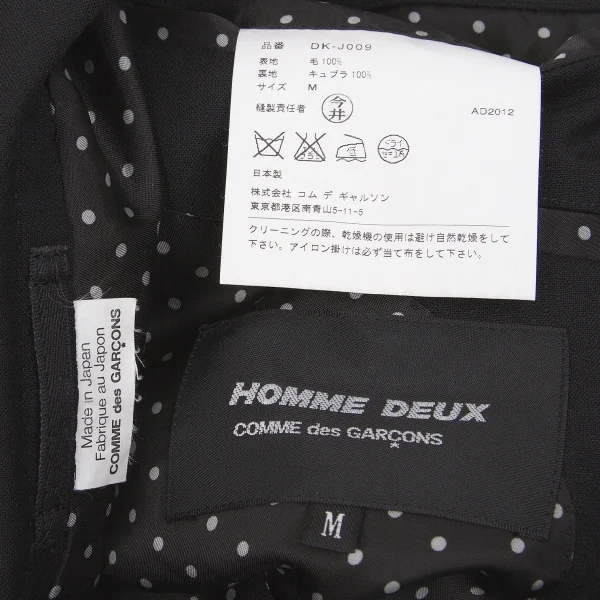 品番 DK-J009
表地 毛 100%
裏地 キュプラ 100%
サイズ M
縫製責任者 今井 AD2012
ドライ
日本製
株式会社 コム デ ギャルソン
東京都港区南青山5-11-5
クリーニングの際、乾燥機の使用は避け自然乾燥をして
下さい。アイロン掛けは必ず当て布をして下さい。
Made in Japan
Fabriqué au Japon
COMME des GARÇONS
HOMME DEUX
COMME des GARÇONS
M